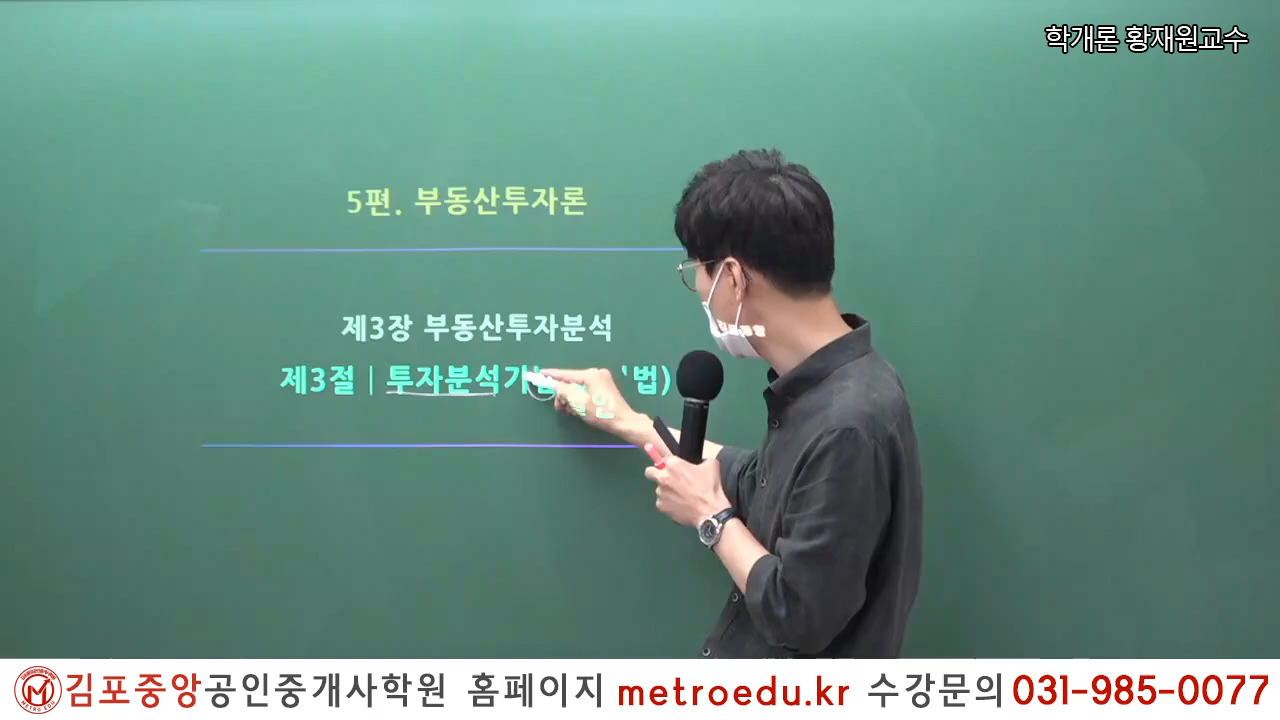 학개론 황재원교수
5편. 부동산투자론
제3장 부동산투자분석
제3절 | 투자분석기 법)
할인
김포중앙공인중개사학원 홈페이지 metroedu.kr 수강문의 031-985-0077